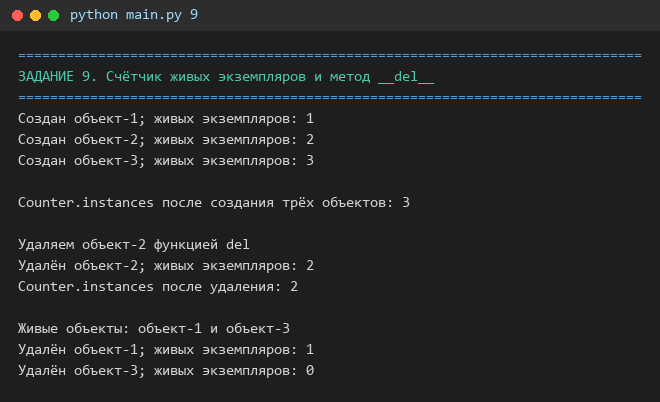 python main.py 9
==============================================================================
ЗАДАНИЕ 9. Счётчик живых экземпляров и метод __del__
==============================================================================
Создан объект-1; живых экземпляров: 1
Создан объект-2; живых экземпляров: 2
Создан объект-3; живых экземпляров: 3
Counter.instances после создания трёх объектов: 3
Удаляем объект-2 функцией del
Удалён объект-2; живых экземпляров: 2
Counter.instances после удаления: 2
Живые объекты: объект-1 и объект-3
Удалён объект-1; живых экземпляров: 1
Удалён объект-3; живых экземпляров: 0